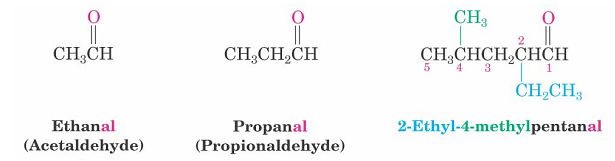 O O CH₃ O
CH₃CH CH₃CH₂CH CH₃CHCH₂CHCH
5 4 3 2 1
CH₂CH₃
Ethanal Propanal 2-Ethyl-4-methylpentanal
(Acetaldehyde) (Propionaldehyde)